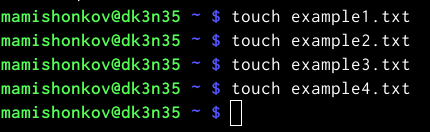 mamishonkov@dk3n35 ~ $ touch example1.txt
mamishonkov@dk3n35 ~ $ touch example2.txt
mamishonkov@dk3n35 ~ $ touch example3.txt
mamishonkov@dk3n35 ~ $ touch example4.txt
mamishonkov@dk3n35 ~ $